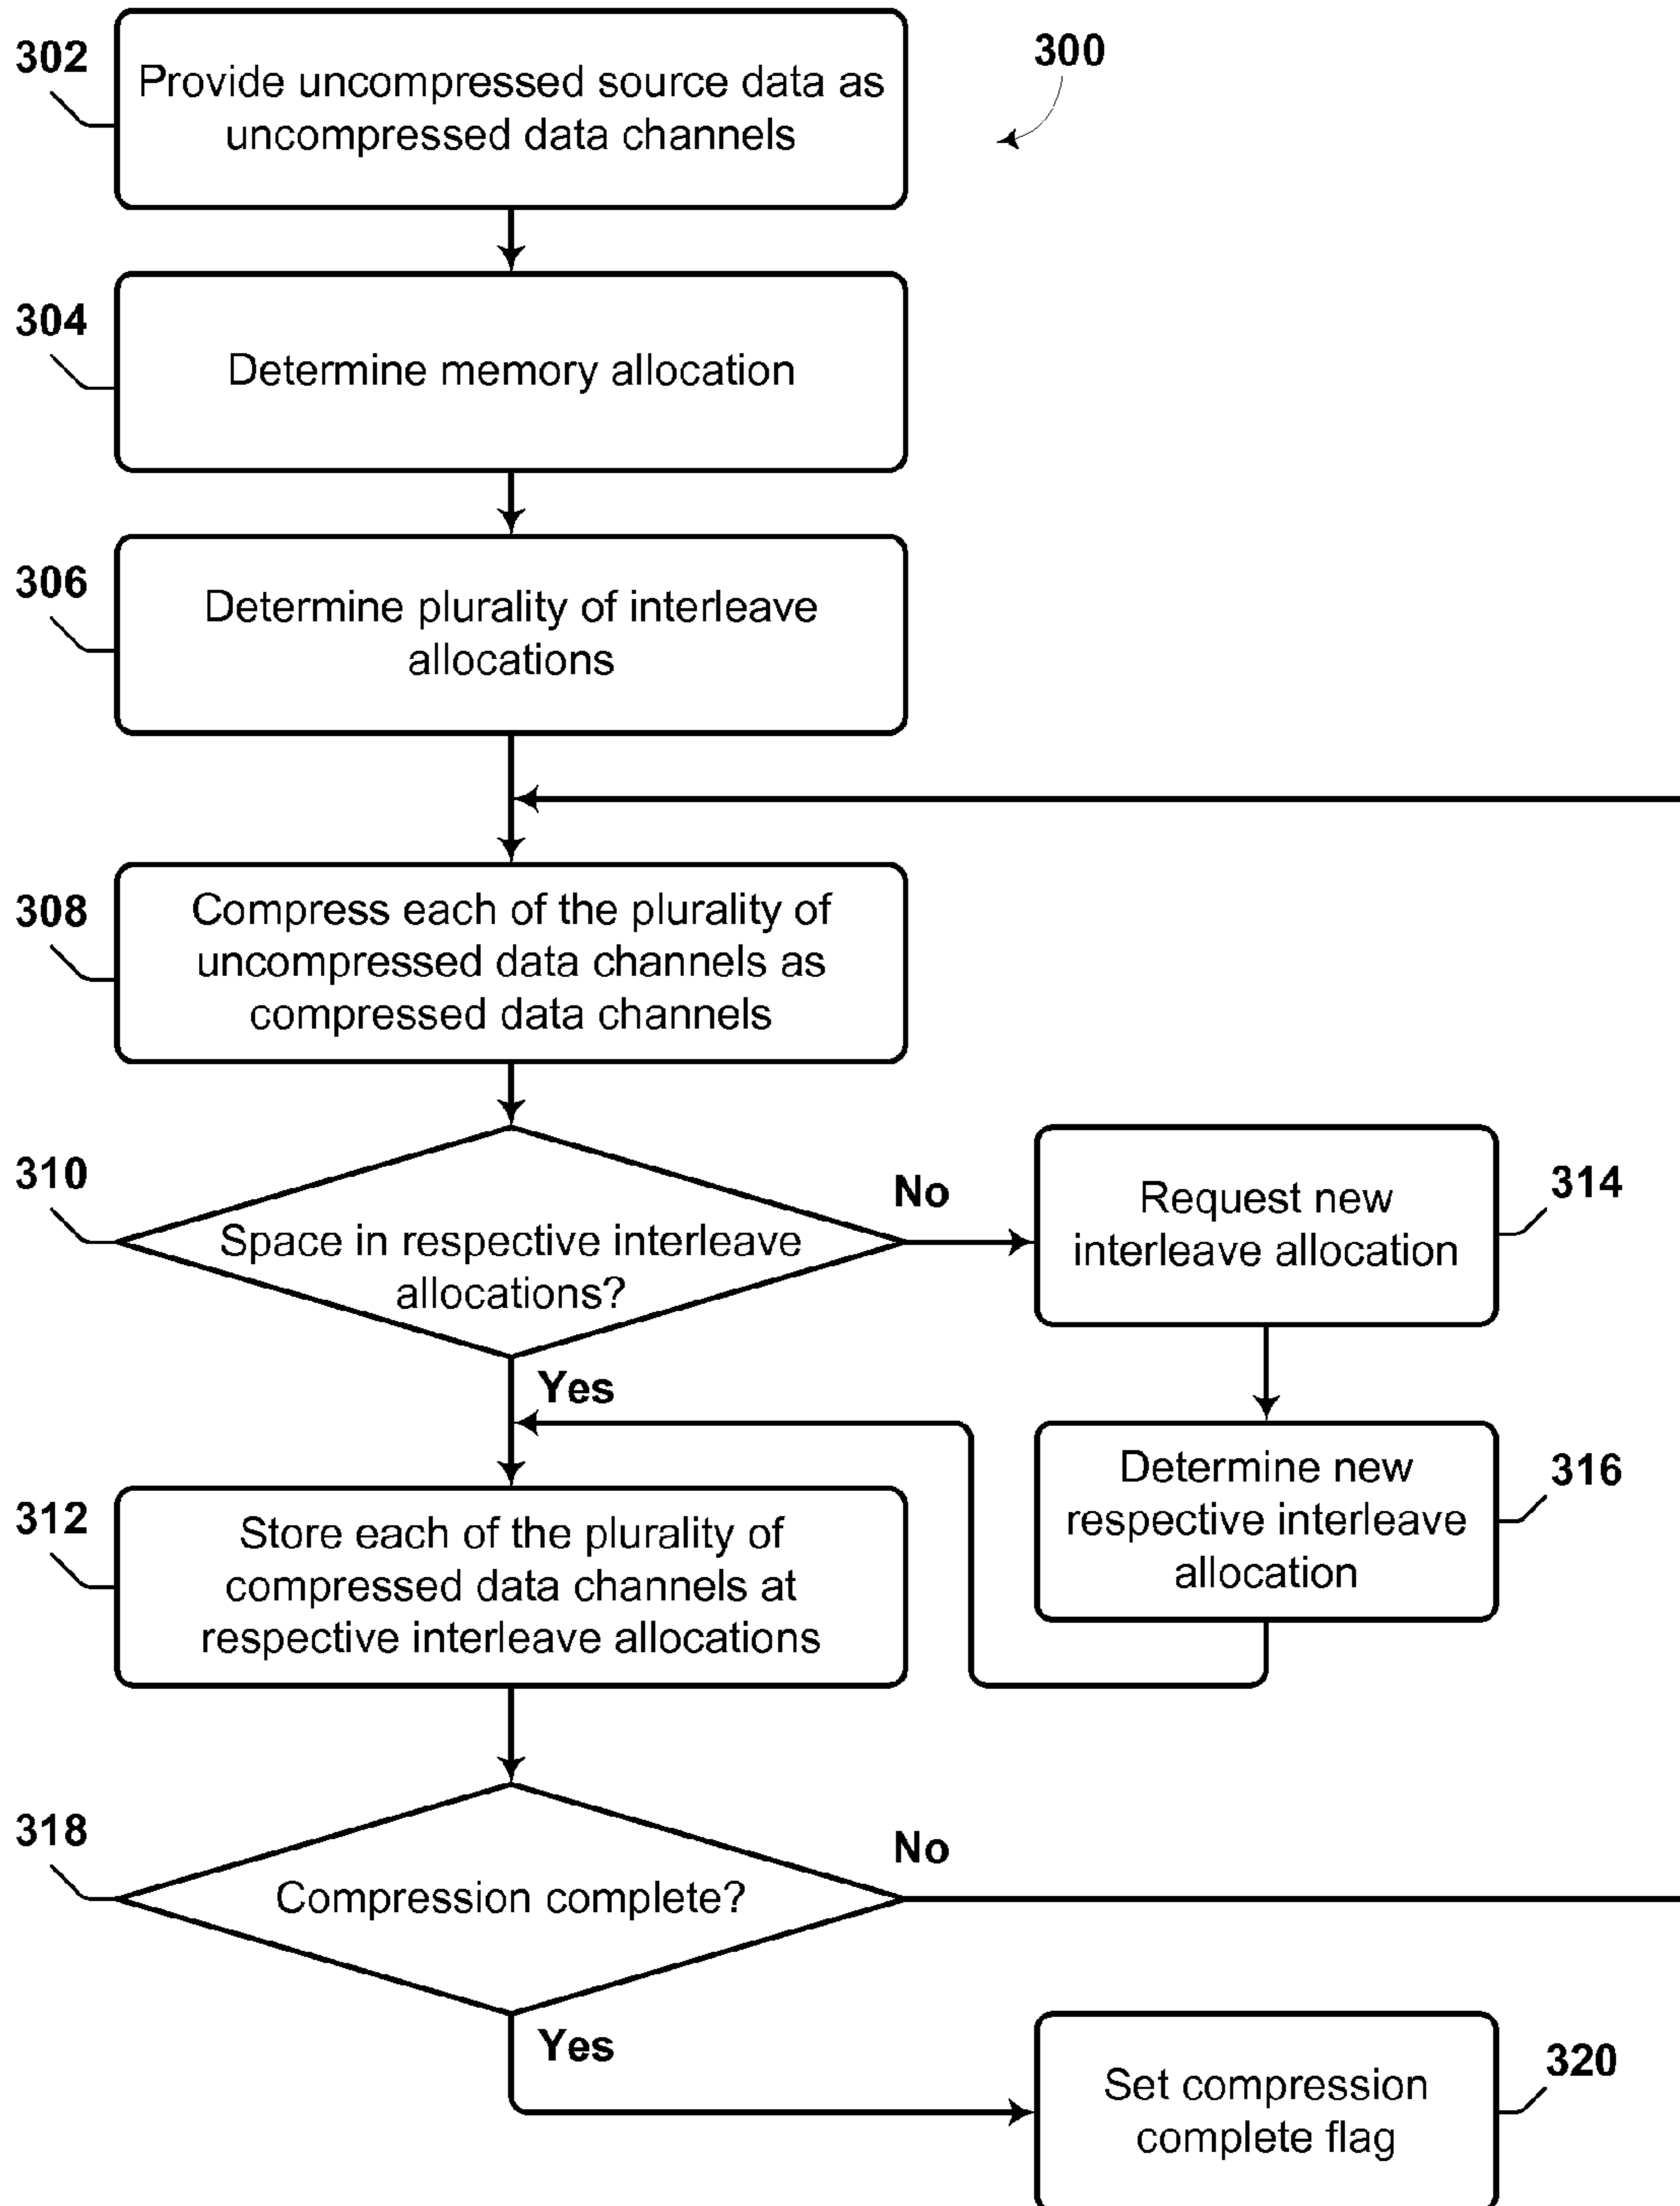 302
Provide uncompressed source data as
uncompressed data channels
300
304
Determine memory allocation
306
Determine plurality of interleave
allocations
308
Compress each of the plurality of
uncompressed data channels as
compressed data channels
310
Space in respective interleave
allocations?
No
Request new
interleave allocation
314
Yes
Determine new
respective interleave
allocation
316
312
Store each of the plurality of
compressed data channels at
respective interleave allocations
318
Compression complete?
No
Yes
Set compression
complete flag
320